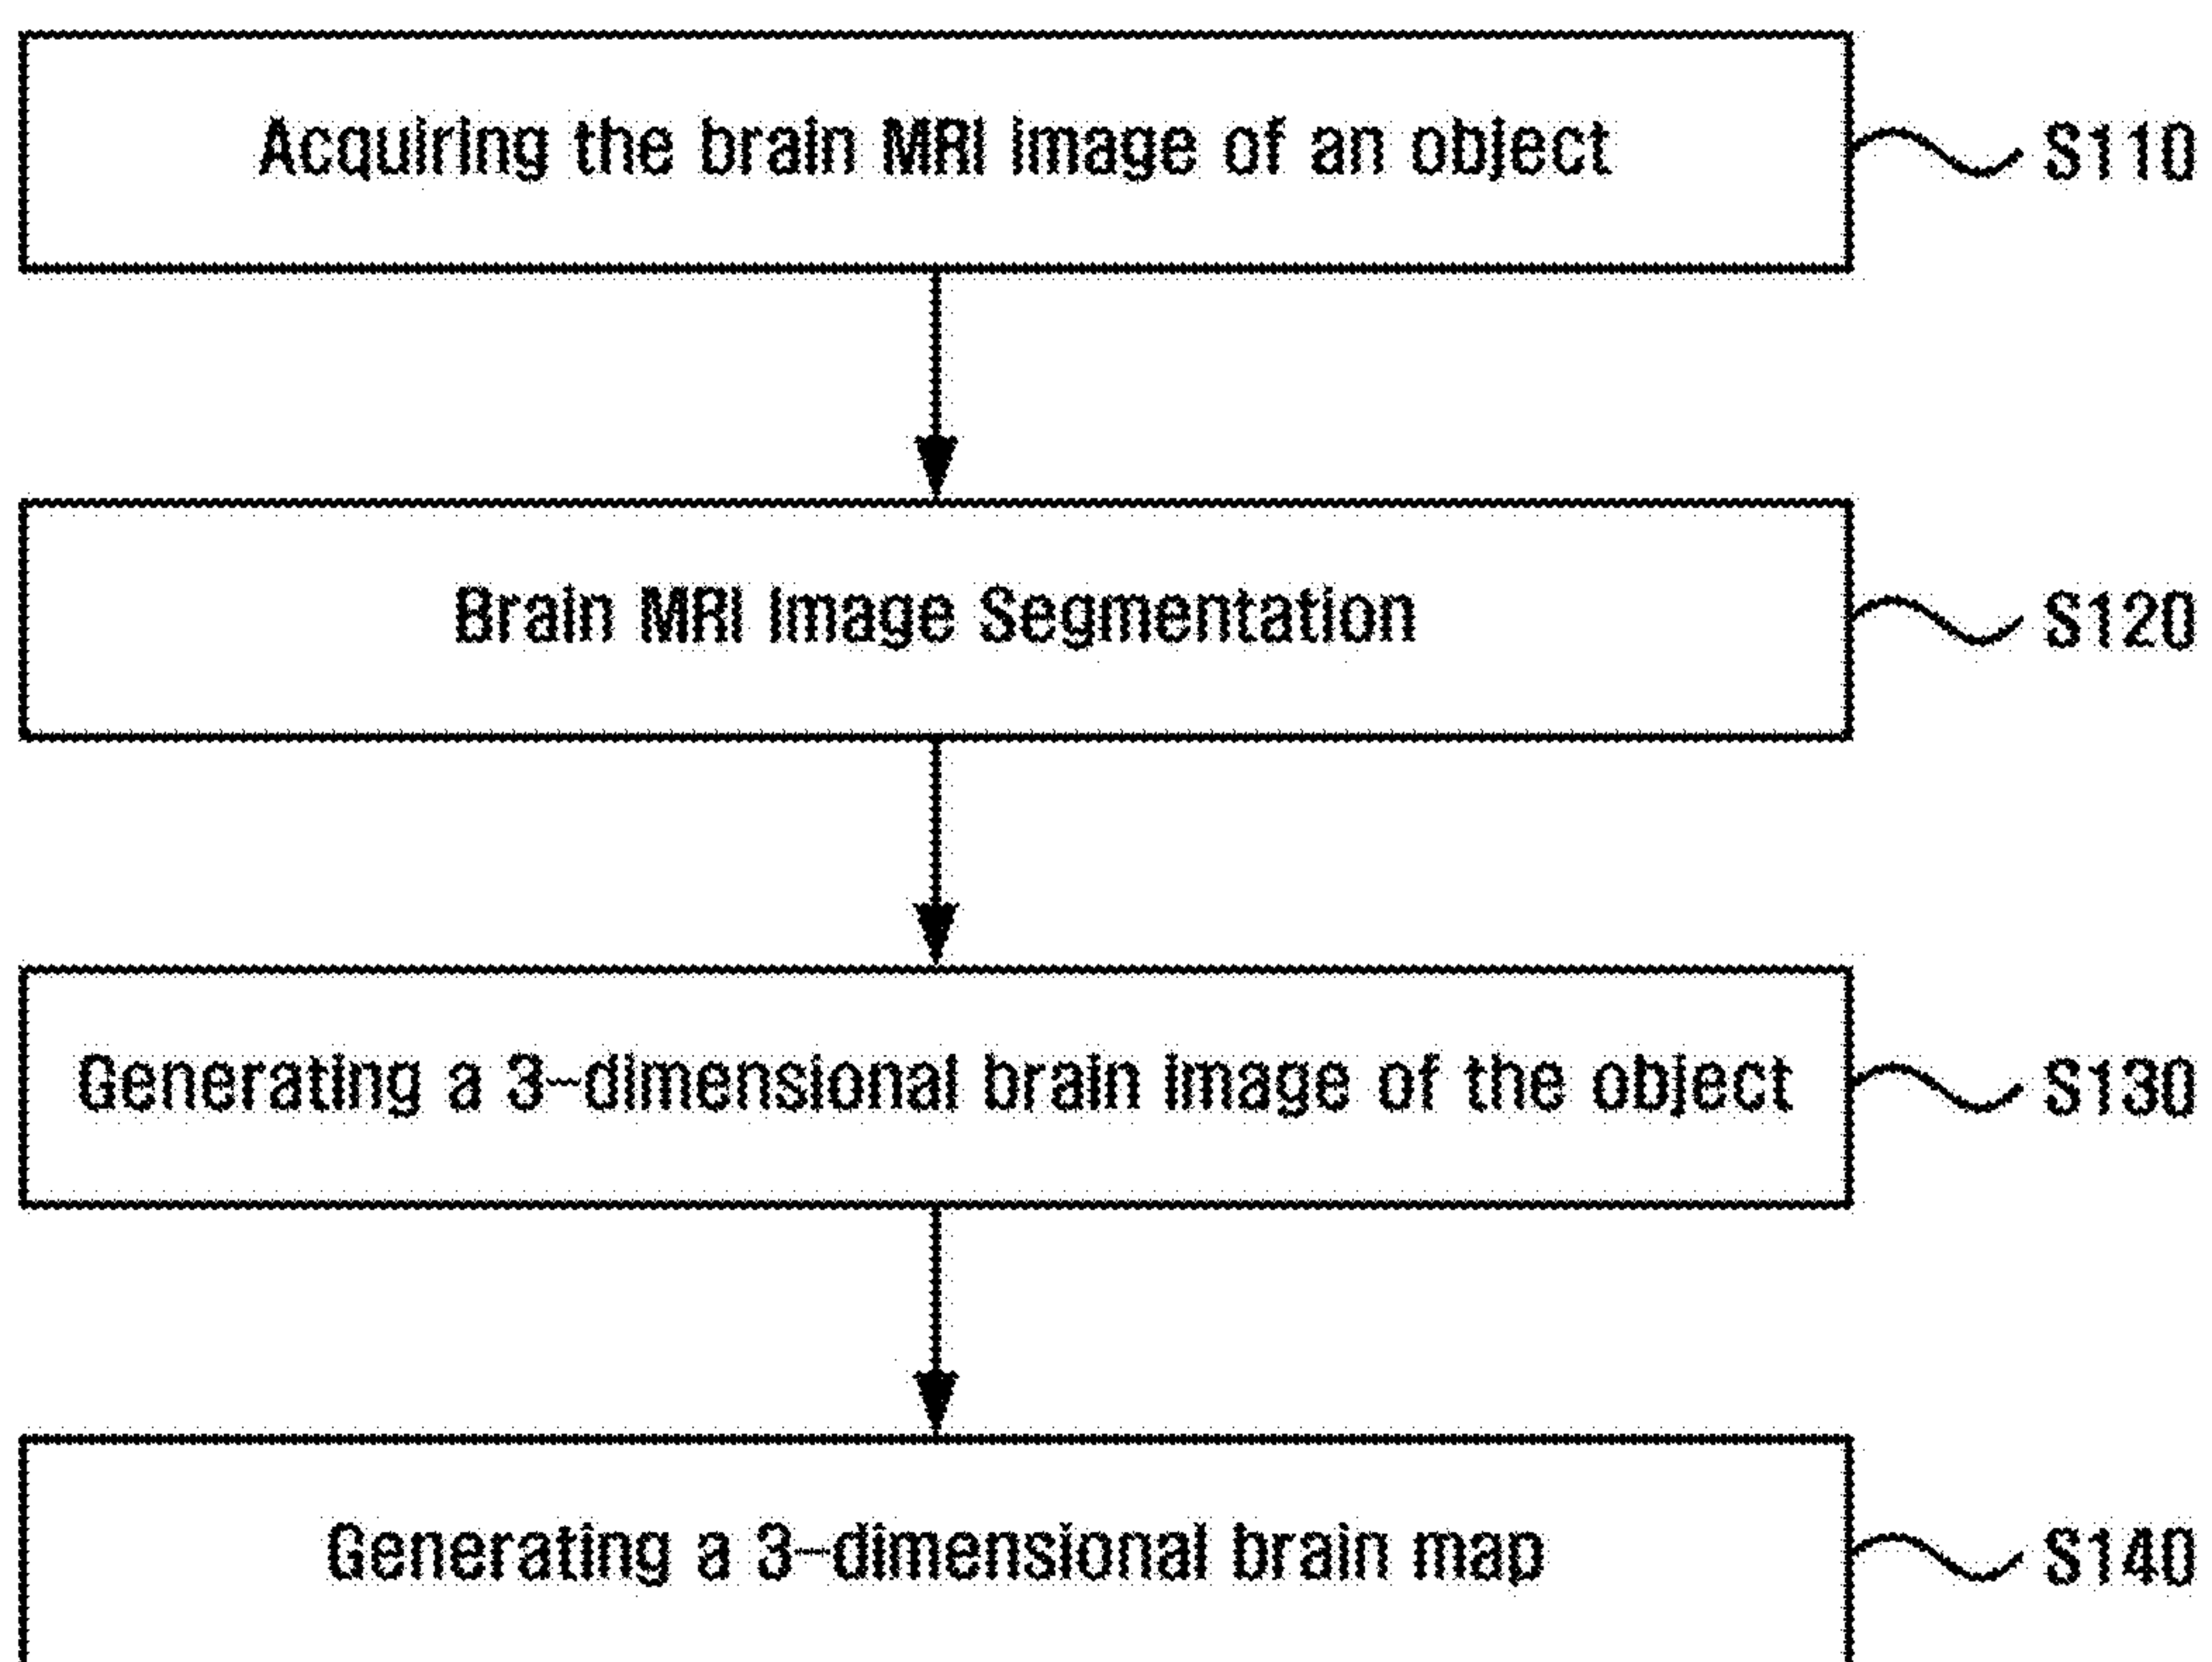 Acquiring the brain MRI image of an object
S110
Brain MRI Image Segmentation
S120
Generating a 3-dimensional brain image of the object
S130
Generating a 3-dimensional brain map
S140